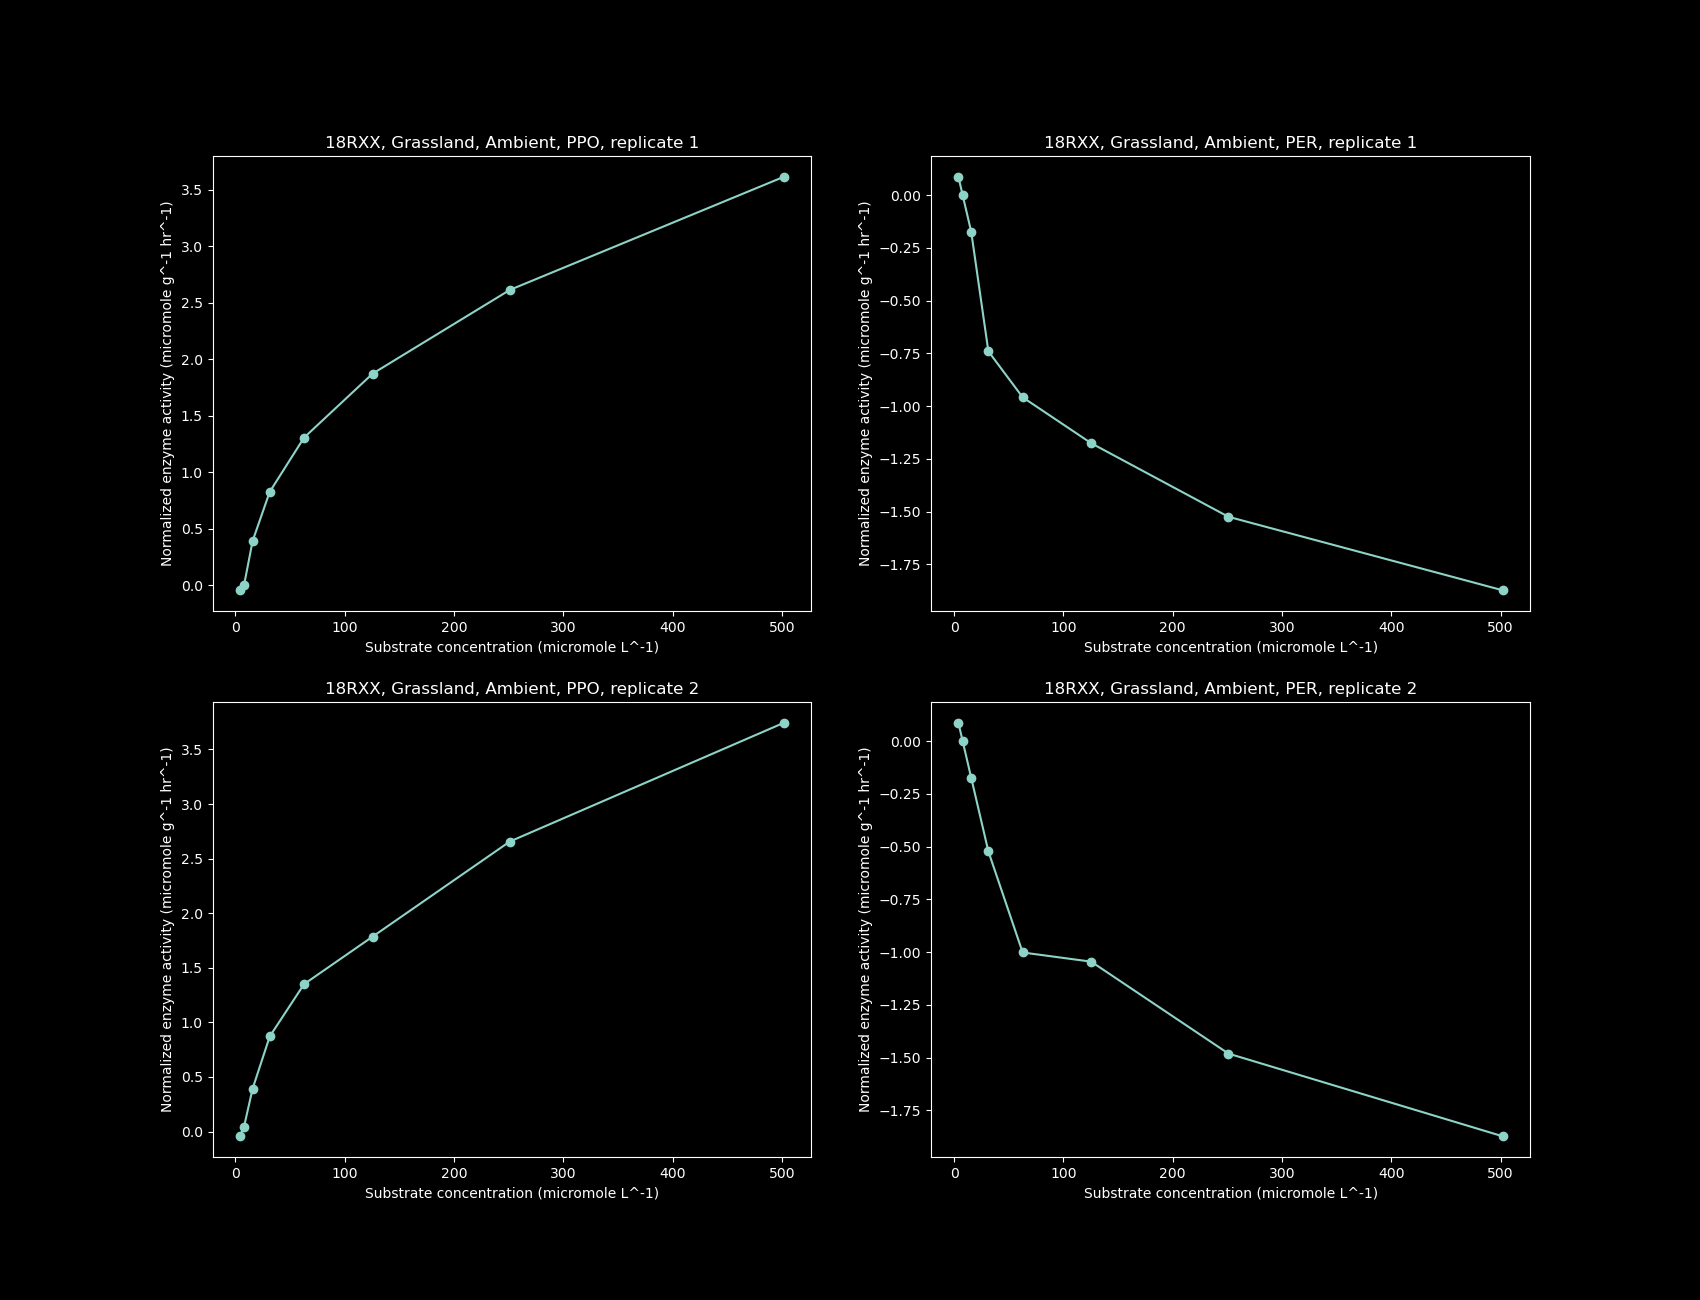 18RXX, Grassland, Ambient, PPO, replicate 1
Normalized enzyme activity (micromole g^-1 hr^-1)
3.5
3.0
2.5
2.0
1.5
1.0
0.5
0.0
0 100 200 300 400 500
Substrate concentration (micromole L^-1)
18RXX, Grassland, Ambient, PER, replicate 1
Normalized enzyme activity (micromole g^-1 hr^-1)
0.00
−0.25
−0.50
−0.75
−1.00
−1.25
−1.50
−1.75
0 100 200 300 400 500
Substrate concentration (micromole L^-1)
18RXX, Grassland, Ambient, PPO, replicate 2
Normalized enzyme activity (micromole g^-1 hr^-1)
3.5
3.0
2.5
2.0
1.5
1.0
0.5
0.0
0 100 200 300 400 500
Substrate concentration (micromole L^-1)
18RXX, Grassland, Ambient, PER, replicate 2
Normalized enzyme activity (micromole g^-1 hr^-1)
0.00
−0.25
−0.50
−0.75
−1.00
−1.25
−1.50
−1.75
0 100 200 300 400 500
Substrate concentration (micromole L^-1)